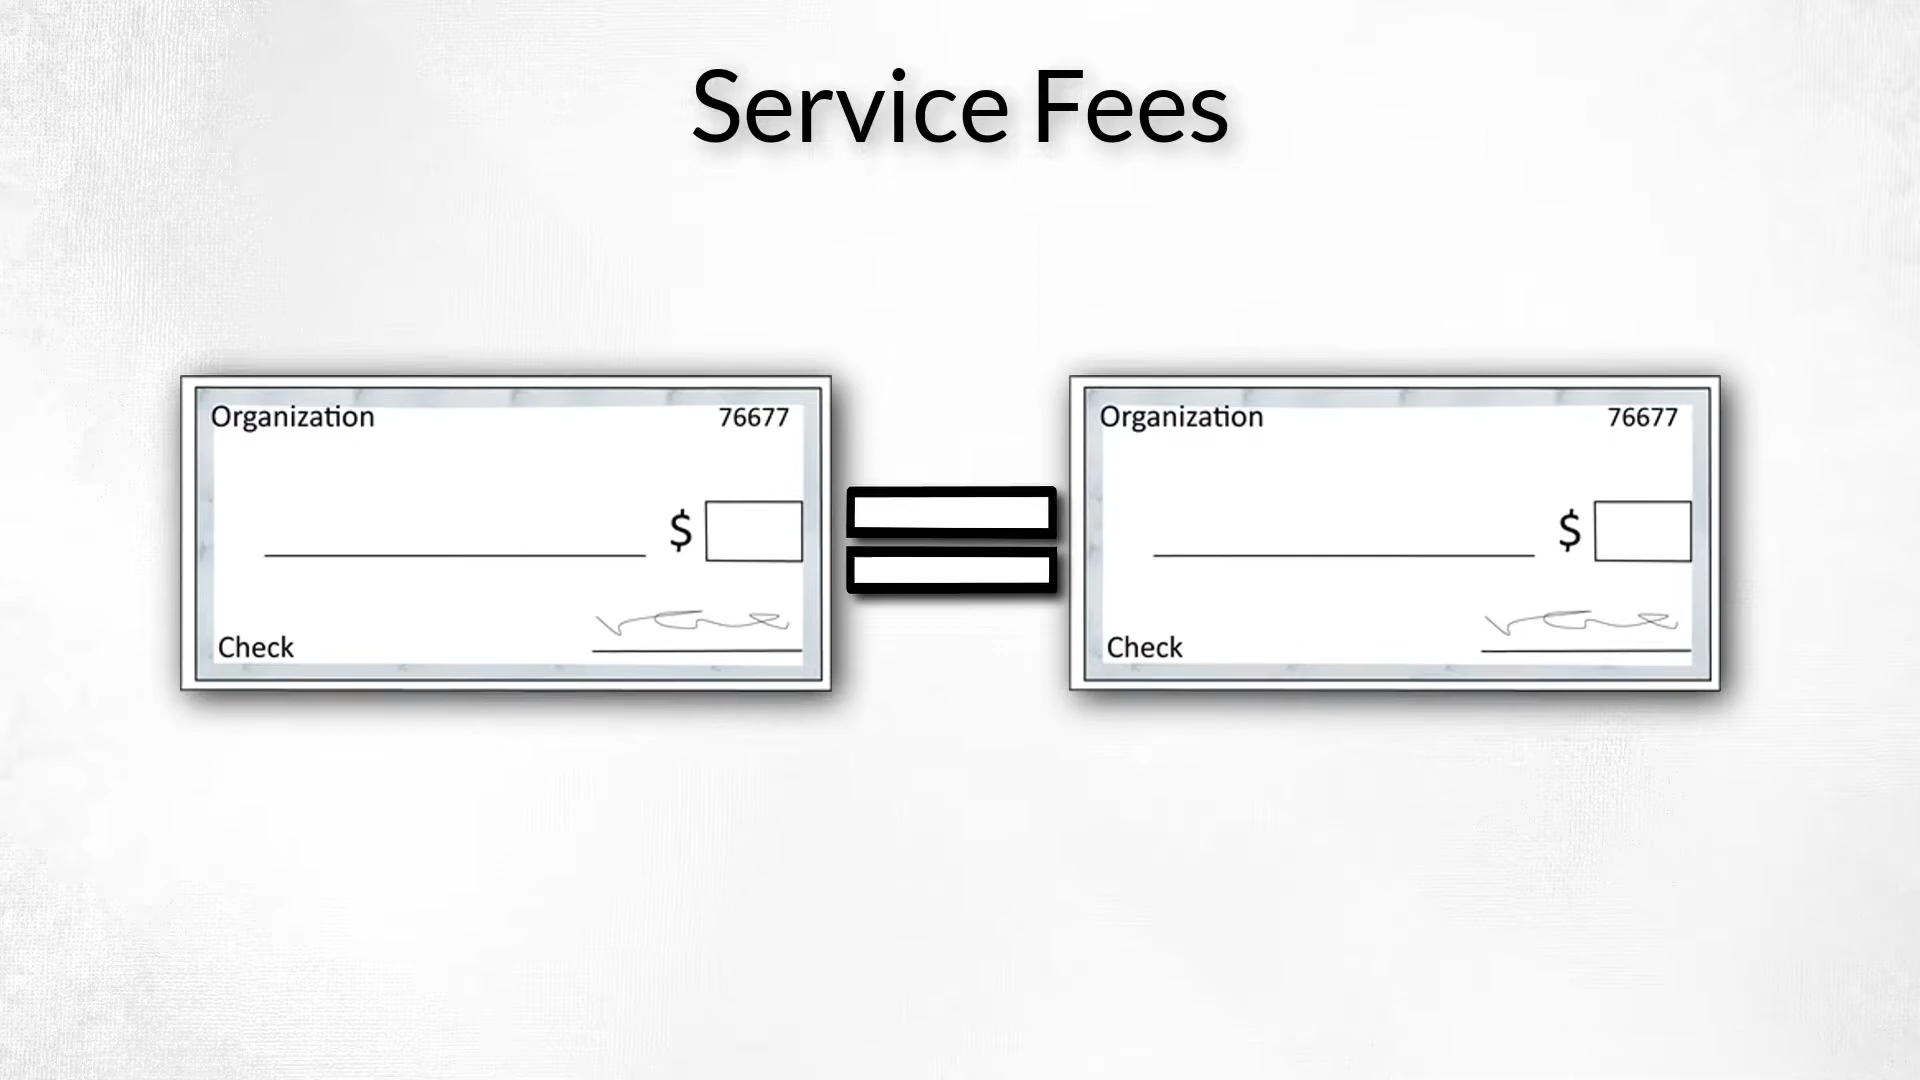 Service Fees
Organization 76677
$
Check
Organization 76677
$
Check